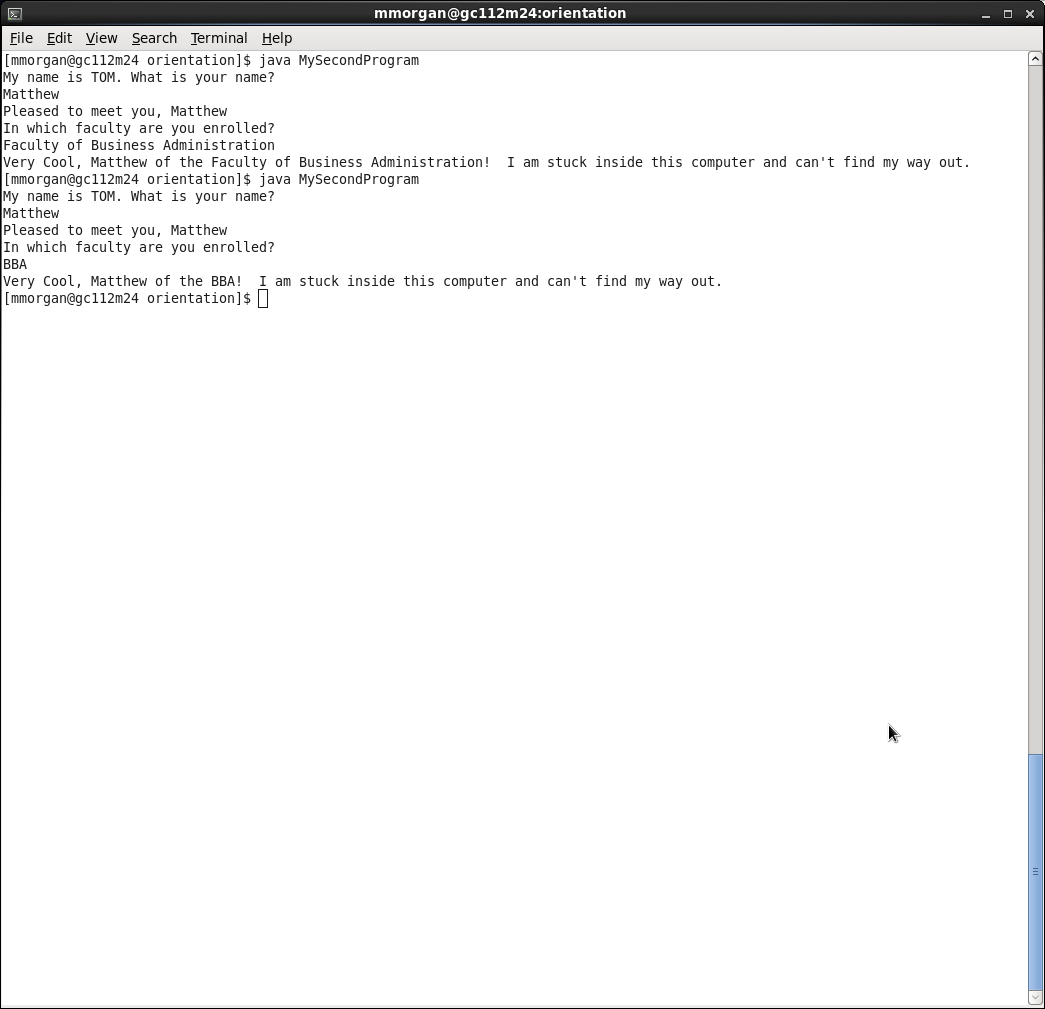 mmorgan@gc112m24:orientation
File Edit View Search Terminal Help
[mmorgan@gc112m24 orientation]$ java MySecondProgram
My name is TOM. What is your name?
Matthew
Pleased to meet you, Matthew
In which faculty are you enrolled?
Faculty of Business Administration
Very Cool, Matthew of the Faculty of Business Administration!  I am stuck inside this computer and can't find my way out.
[mmorgan@gc112m24 orientation]$ java MySecondProgram
My name is TOM. What is your name?
Matthew
Pleased to meet you, Matthew
In which faculty are you enrolled?
BBA
Very Cool, Matthew of the BBA!  I am stuck inside this computer and can't find my way out.
[mmorgan@gc112m24 orientation]$